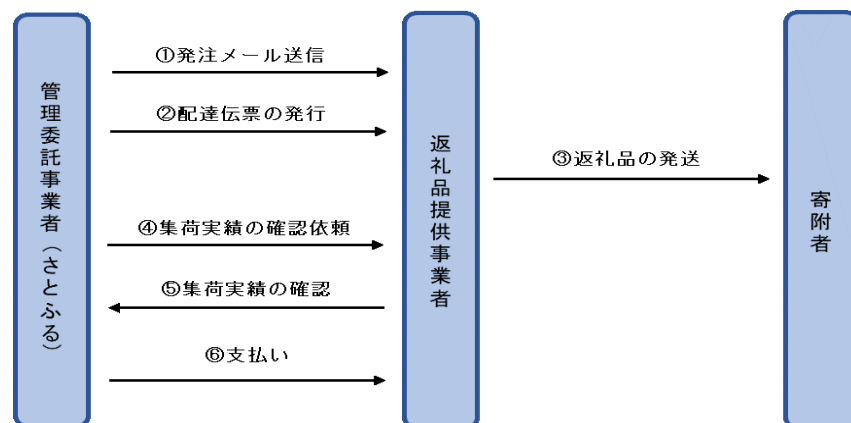 管理委託事業者（さとふる）
①発注メール送信
②配達伝票の発行
④集荷実績の確認依頼
⑤集荷実績の確認
⑥支払い
返礼品提供事業者
③返礼品の発送
寄附者